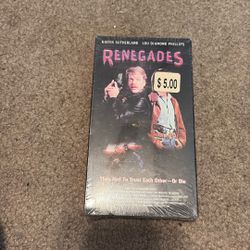 KIEFER SUTHERLAND LOU DIAMOND PHILLIPS
RENEGADES
$5.00
They Had To Trust Each Other—Or Die